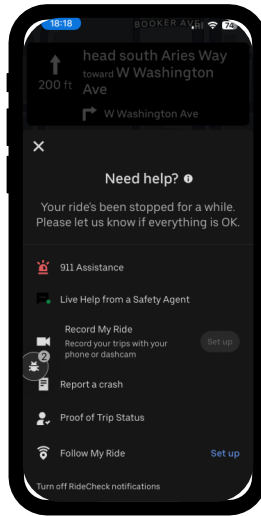 18:18
BOOKER AVE
74
head south Aries Way
200 ft
toward W Washington
Ave
W Washington Ave
Need help?
Your ride's been stopped for a while.
Please let us know if everything is OK.
911 Assistance
Live Help from a Safety Agent
Record My Ride
Record your trips with your
phone or dashcam
Set up
2
Report a crash
Proof of Trip Status
Follow My Ride
Set up
Turn off RideCheck notifications